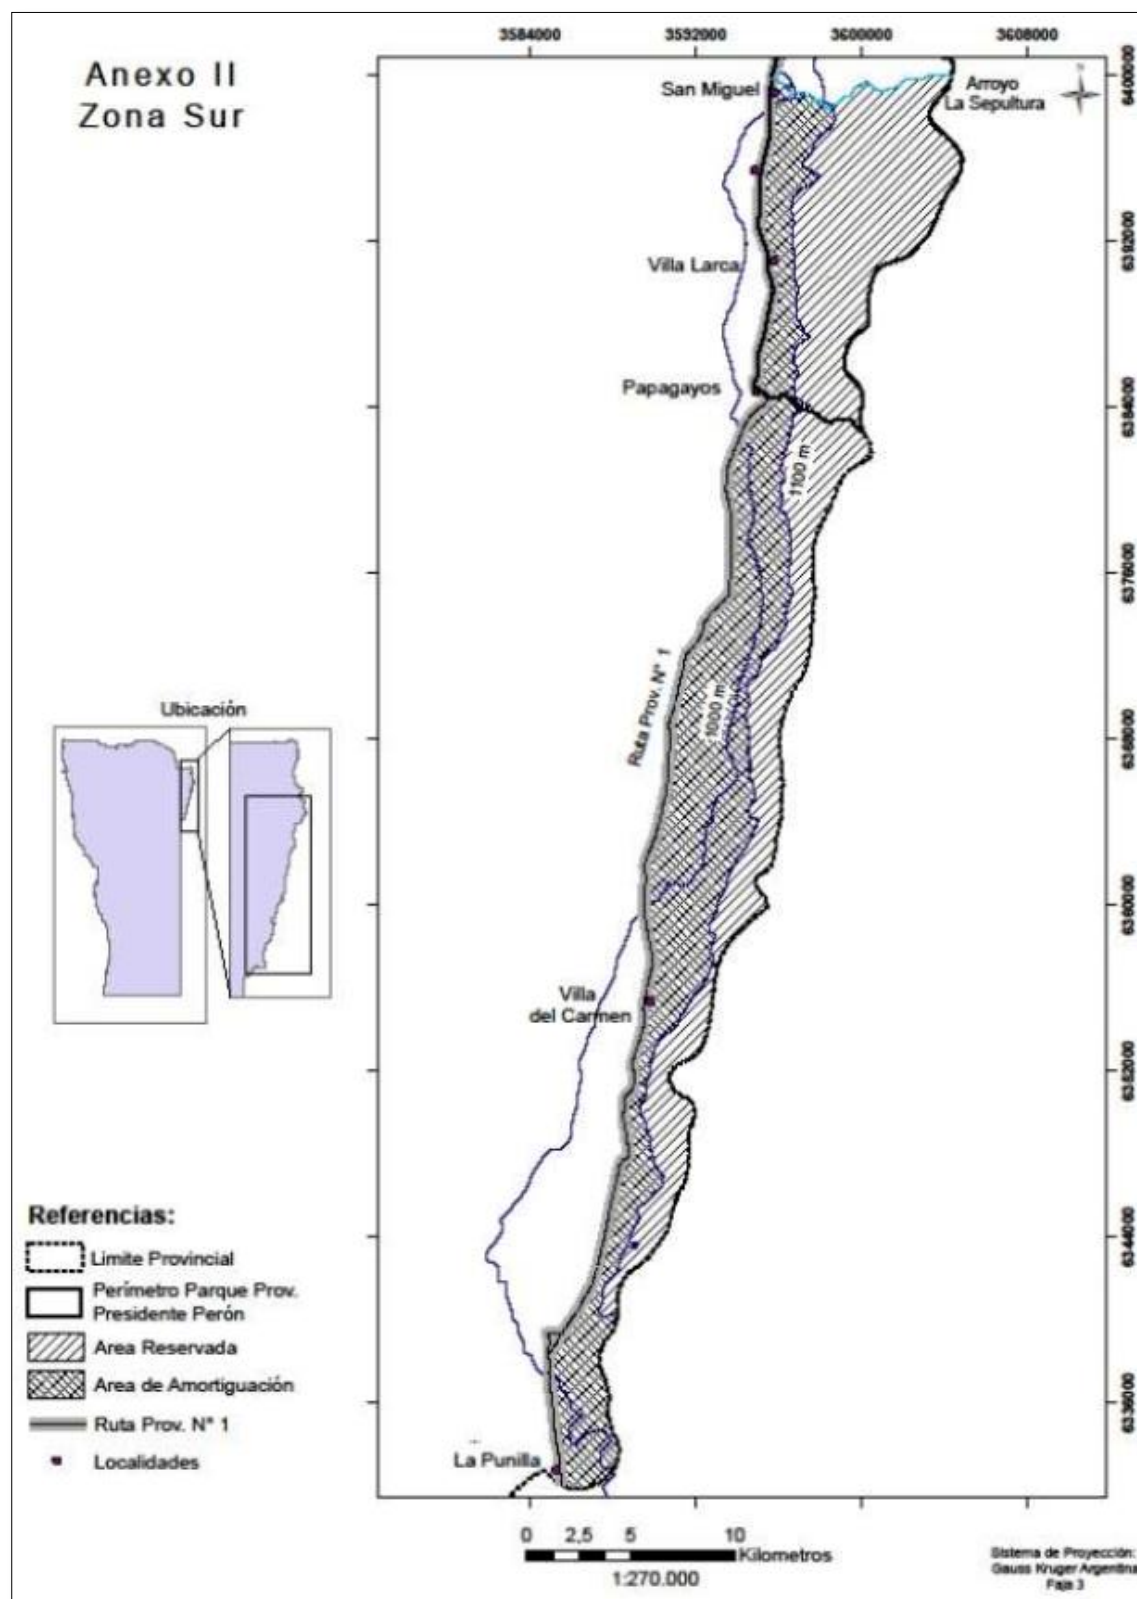 Anexo II
Zona Sur
3584000
3592000
3600000
3608000
San Miguel
Arroyo
La Sepultura
6400000
Villa Larca
6392000
Papagayos
6384000
1100 m
6376000
Ruta Prov. N° 1
1000 m
6368000
Ubicación
6360000
Villa
del Carmen
6352000
6344000
6336000
La Punilla
Referencias:
Limite Provincial
Perímetro Parque Prov.
Presidente Perón
Area Reservada
Area de Amortiguación
Ruta Prov. N° 1
Localidades
0 2,5 5 10
Kilometros
1:270.000
Sistema de Proyección:
Gauss Kruger Argentina
Faja 3